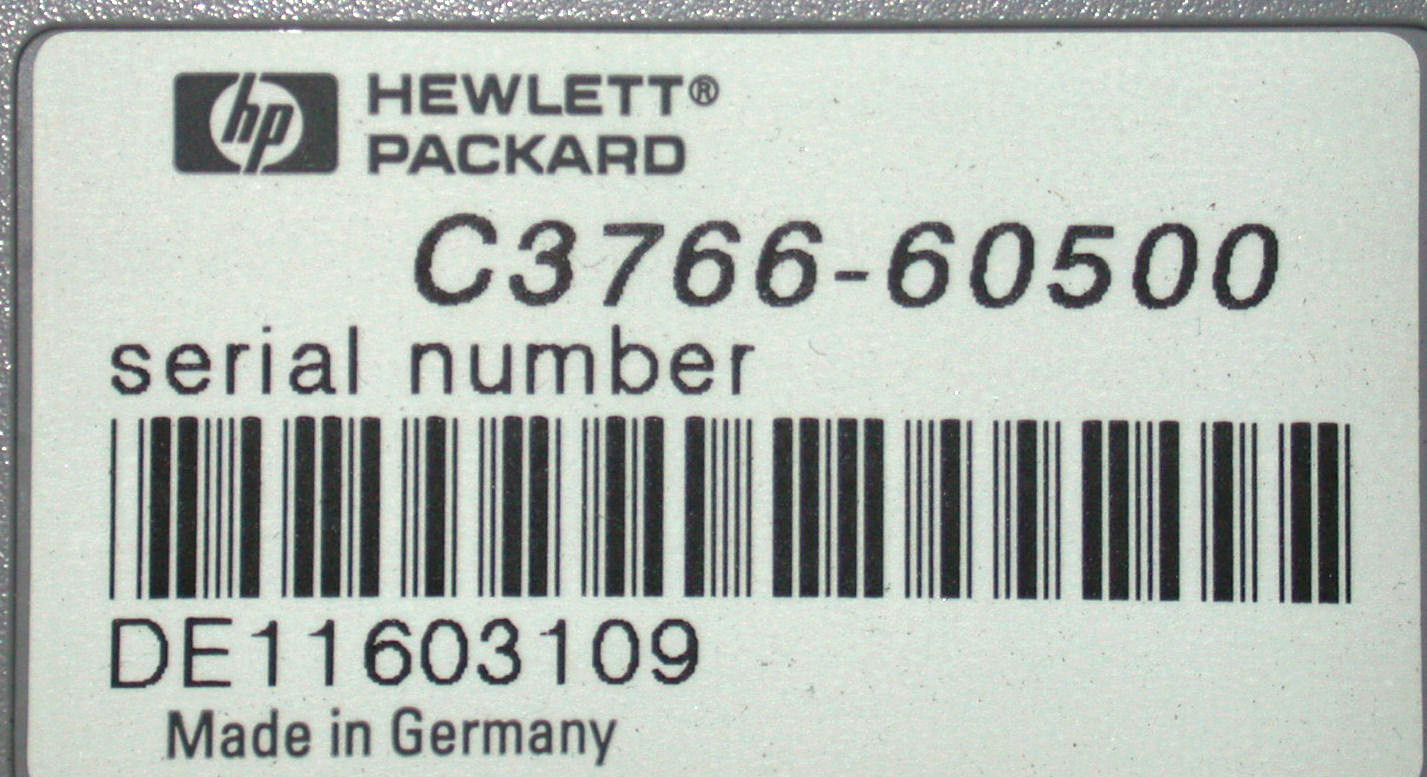 hp HEWLETT®
PACKARD
C3766-60500
serial number
DE11603109
Made in Germany